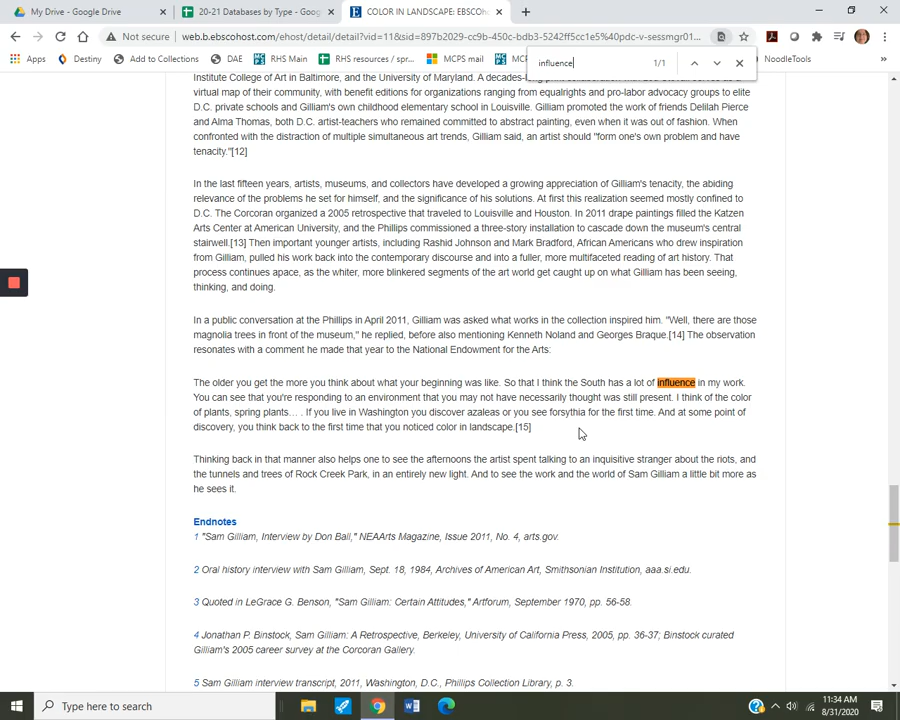 My Drive - Google Drive
20-21 Databases by Type - Goog
COLOR IN LANDSCAPE: EBSCOh
Not secure
web.b.ebscohost.com/ehost/detail/detail?vid=11&sid=897b2029-cc9b-450c-bdb3-5242ff5cc1e5%40pdc-v-sessmgr01...
Apps
Destiny
Add to Collections
DAE
RHS Main
RHS resources / spr...
MCPS mail
MC
NoodleTools
influence
1/1
Institute College of Art in Baltimore, and the University of Maryland. A decades-long
virtual map of their community, with benefit editions for organizations ranging from equalrights and pro-labor advocacy groups to elite
D.C. private schools and Gilliam's own childhood elementary school in Louisville. Gilliam promoted the work of friends Delilah Pierce
and Alma Thomas, both D.C. artist-teachers who remained committed to abstract painting, even when it was out of fashion. When
confronted with the distraction of multiple simultaneous art trends, Gilliam said, an artist should "form one's own problem and have
tenacity."[12]
In the last fifteen years, artists, museums, and collectors have developed a growing appreciation of Gilliam's tenacity, the abiding
relevance of the problems he set for himself, and the significance of his solutions. At first this realization seemed mostly confined to
D.C. The Corcoran organized a 2005 retrospective that traveled to Louisville and Houston. In 2011 drape paintings filled the Katzen
Arts Center at American University, and the Phillips commissioned a three-story installation to cascade down the museum's central
stairwell.[13] Then important younger artists, including Rashid Johnson and Mark Bradford, African Americans who drew inspiration
from Gilliam, pulled his work back into the contemporary discourse and into a fuller, more multifaceted reading of art history. That
process continues apace, as the whiter, more blinkered segments of the art world get caught up on what Gilliam has been seeing,
thinking, and doing.
In a public conversation at the Phillips in April 2011, Gilliam was asked what works in the collection inspired him. "Well, there are those
magnolia trees in front of the museum," he replied, before also mentioning Kenneth Noland and Georges Braque.[14] The observation
resonates with a comment he made that year to the National Endowment for the Arts:
The older you get the more you think about what your beginning was like. So that I think the South has a lot of influence in my work.
You can see that you're responding to an environment that you may not have necessarily thought was still present. I think of the color
of plants, spring plants… . If you live in Washington you discover azaleas or you see forsythia for the first time. And at some point of
discovery, you think back to the first time that you noticed color in landscape.[15]
Thinking back in that manner also helps one to see the afternoons the artist spent talking to an inquisitive stranger about the riots, and
the tunnels and trees of Rock Creek Park, in an entirely new light. And to see the work and the world of Sam Gilliam a little bit more as
he sees it.
Endnotes
1 "Sam Gilliam, Interview by Don Ball," NEAArts Magazine, Issue 2011, No. 4, arts.gov.
2 Oral history interview with Sam Gilliam, Sept. 18, 1984, Archives of American Art, Smithsonian Institution, aaa.si.edu.
3 Quoted in LeGrace G. Benson, "Sam Gilliam: Certain Attitudes," Artforum, September 1970, pp. 56-58.
4 Jonathan P. Binstock, Sam Gilliam: A Retrospective, Berkeley, University of California Press, 2005, pp. 36-37; Binstock curated
Gilliam's 2005 career survey at the Corcoran Gallery.
5 Sam Gilliam interview transcript, 2011, Washington, D.C., Phillips Collection Library, p. 3.
Type here to search
11:34 AM
8/31/2020